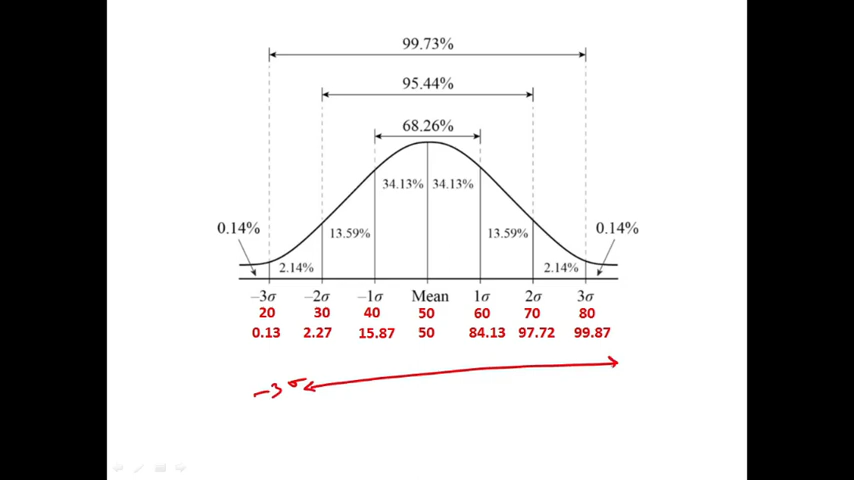 99.73%
95.44%
68.26%
34.13% 34.13%
0.14% 0.14%
13.59% 13.59%
2.14% 2.14%
−3σ −2σ −1σ Mean 1σ 2σ 3σ
20 30 40 50 60 70 80
0.13 2.27 15.87 50 84.13 97.72 99.87
−3σ